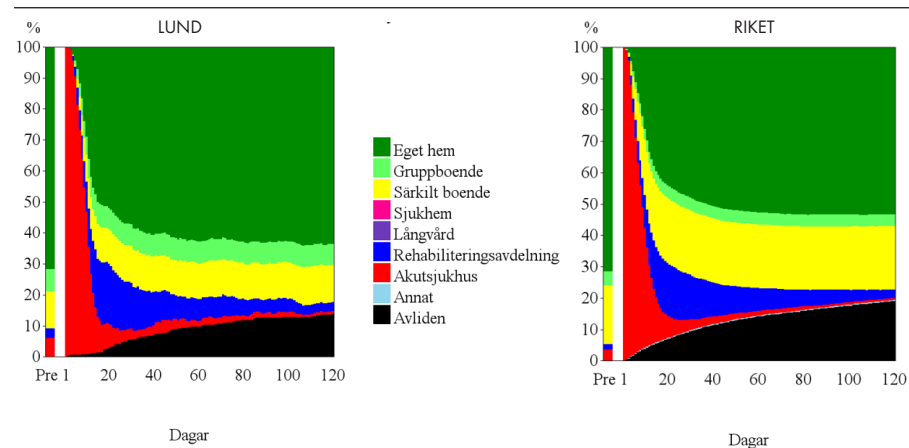 % LUND - % RIKET
100
90
80
70
60
50
40
30
20
10
0
Pre 1 20 40 60 80 100 120
Dagar
Eget hem
Gruppboende
Särkilt boende
Sjukhem
Långvård
Rehabiliteringsavdelning
Akutsjukhus
Annat
Avliden
100
90
80
70
60
50
40
30
20
10
0
Pre 1 20 40 60 80 100 120
Dagar